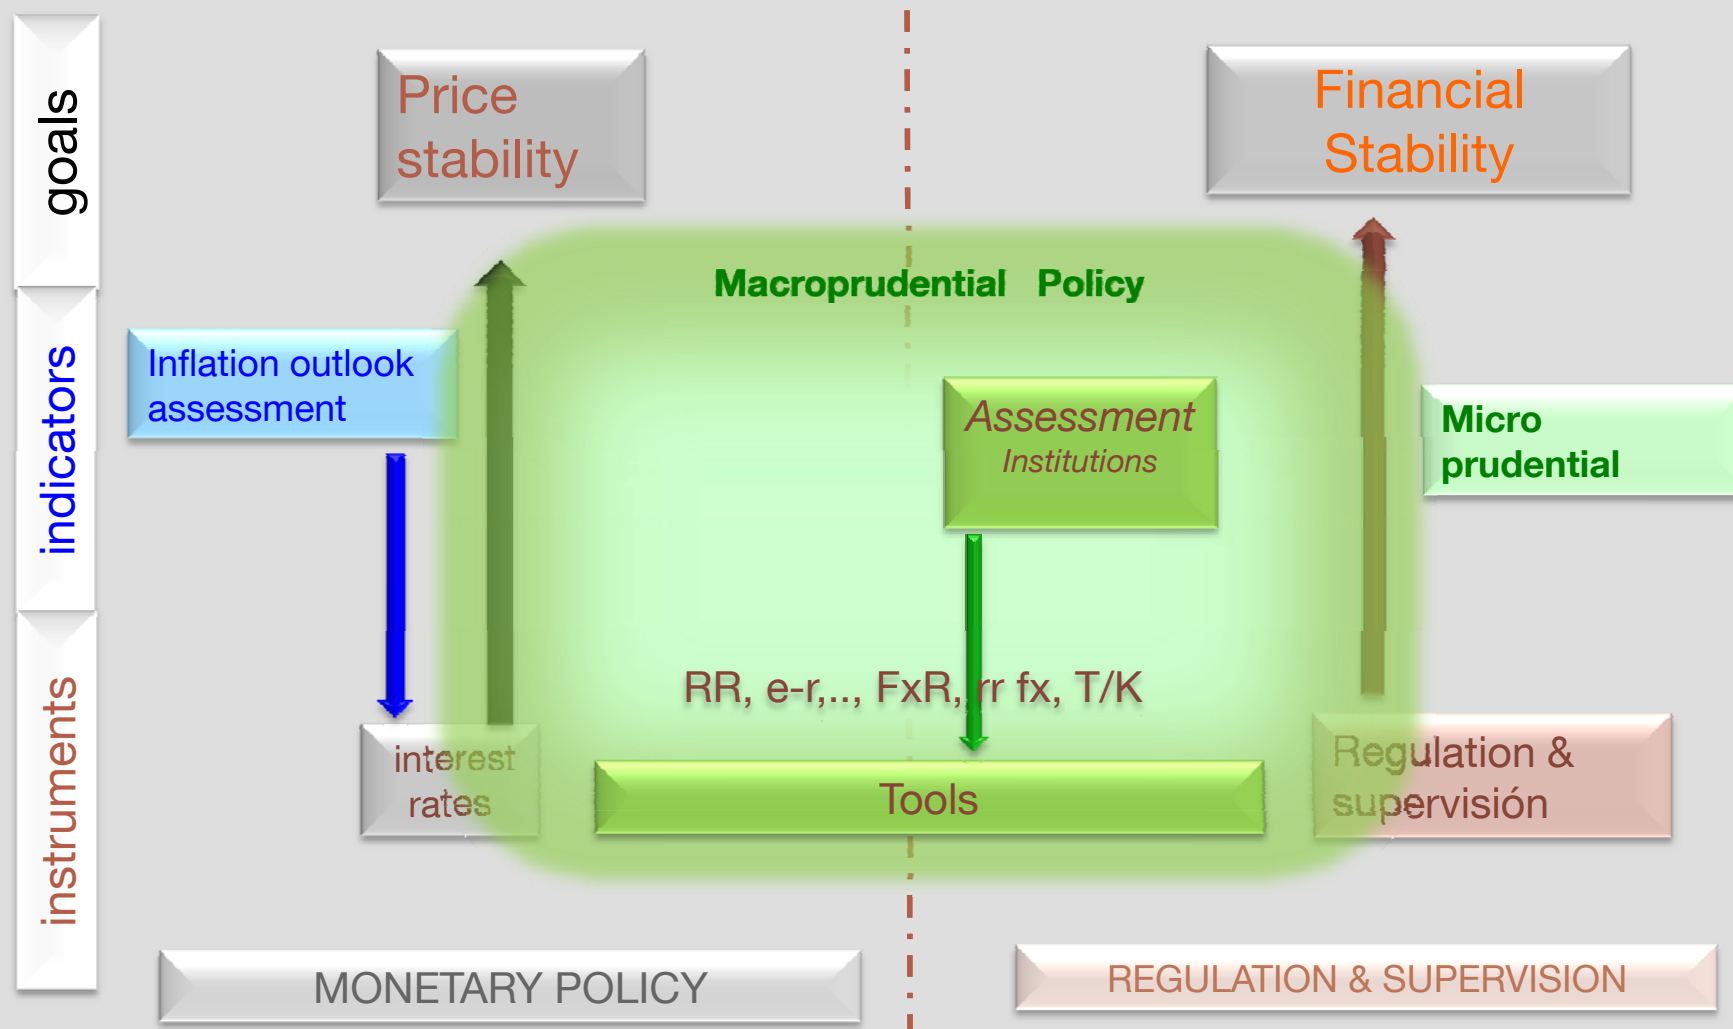 goals
Price
stability
Financial
Stability
Macroprudential Policy
indicators
Inflation outlook
assessment
Assessment
Institutions
Micro
prudential
instruments
RR, e-r,.., FxR, rr fx, T/K
interest
rates
Tools
Regulation &
supervisión
MONETARY POLICY
REGULATION & SUPERVISION